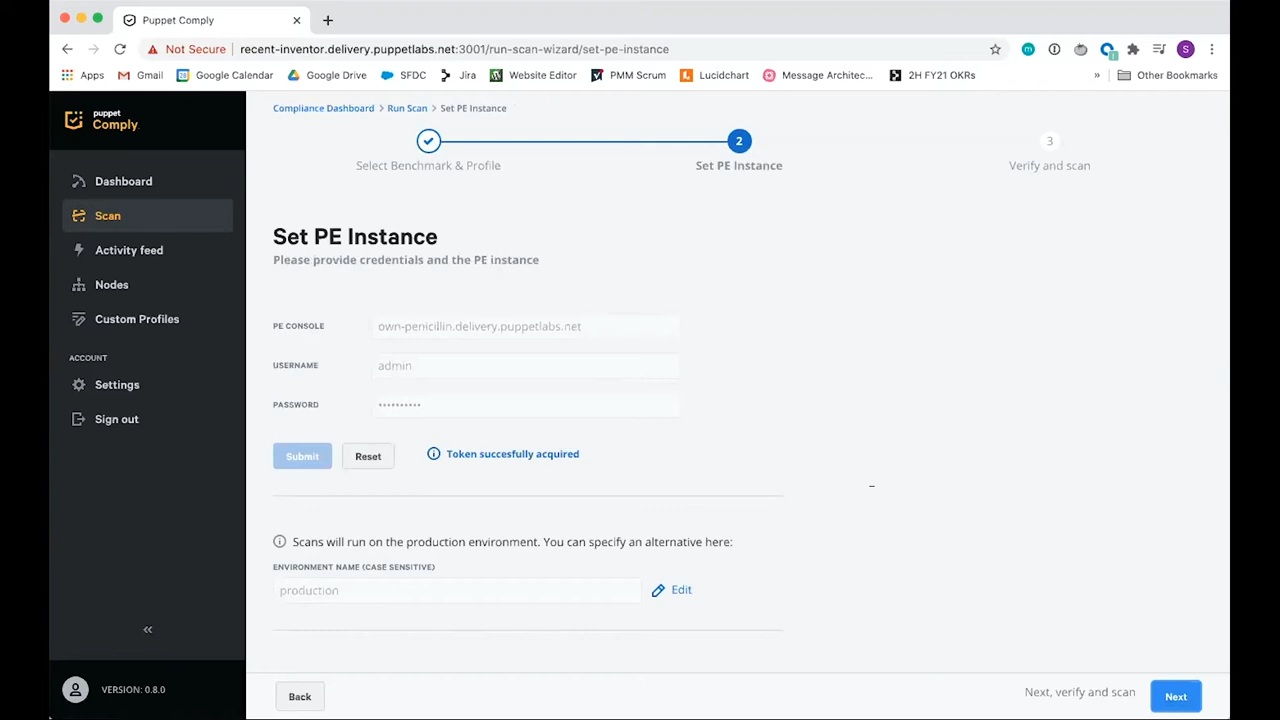 Puppet Comply
Not Secure
recent-inventor.delivery.puppetlabs.net:3001/run-scan-wizard/set-pe-instance
S
Apps
Gmail
Google Calendar
Google Drive
SFDC
Jira
Website Editor
PMM Scrum
Lucidchart
Message Architec...
2H FY21 OKRs
»
Other Bookmarks
puppet
Comply
Dashboard
Scan
Activity feed
Nodes
Custom Profiles
ACCOUNT
Settings
Sign out
«
VERSION: 0.8.0
Compliance Dashboard > Run Scan > Set PE Instance
2
3
Select Benchmark & Profile
Set PE Instance
Verify and scan
Set PE Instance
Please provide credentials and the PE instance
PE CONSOLE
own-penicillin.delivery.puppetlabs.net
USERNAME
admin
PASSWORD
••••••••••
Submit
Reset
Token succesfully acquired
Scans will run on the production environment. You can specify an alternative here:
ENVIRONMENT NAME (CASE SENSITIVE)
production
Edit
Back
Next, verify and scan
Next